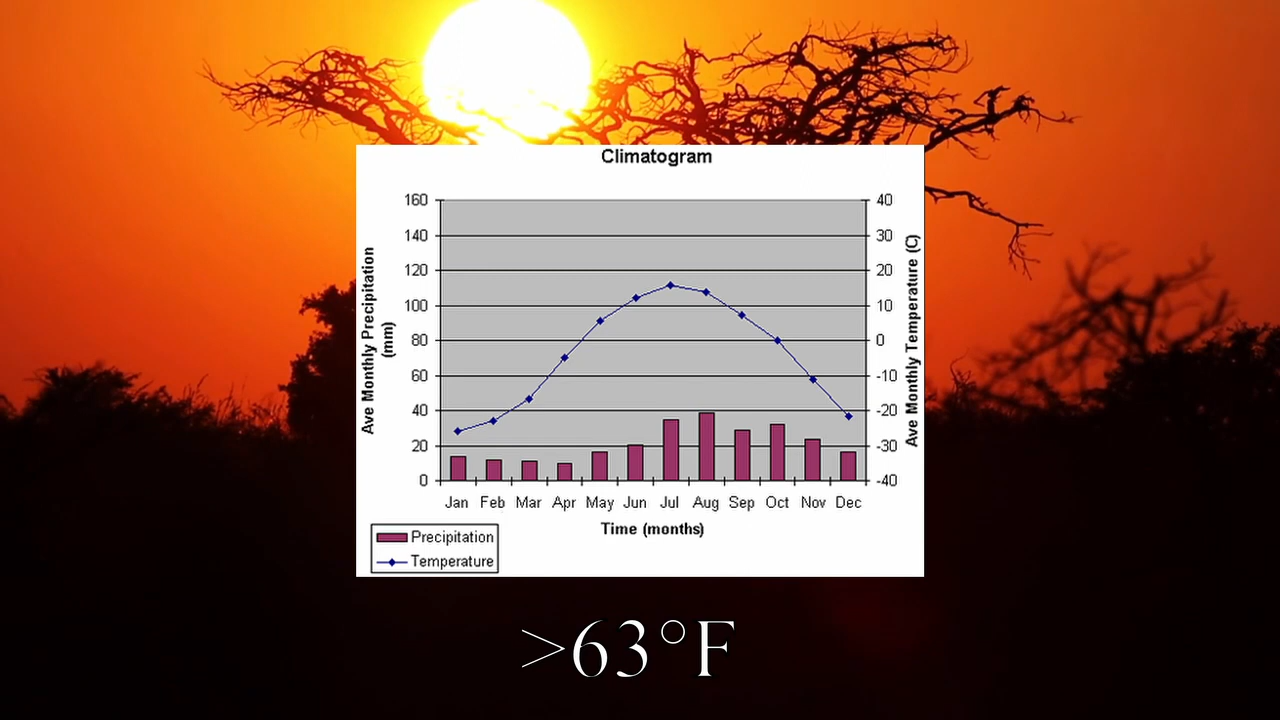 Climatogram
160
140
120
100
80
60
40
20
0
40
30
20
10
0
-10
-20
-30
-40
Ave Monthly Precipitation
(mm)
Ave Monthly Temperature (C)
Jan Feb Mar Apr May Jun Jul Aug Sep Oct Nov Dec
Time (months)
Precipitation
Temperature
>63°F